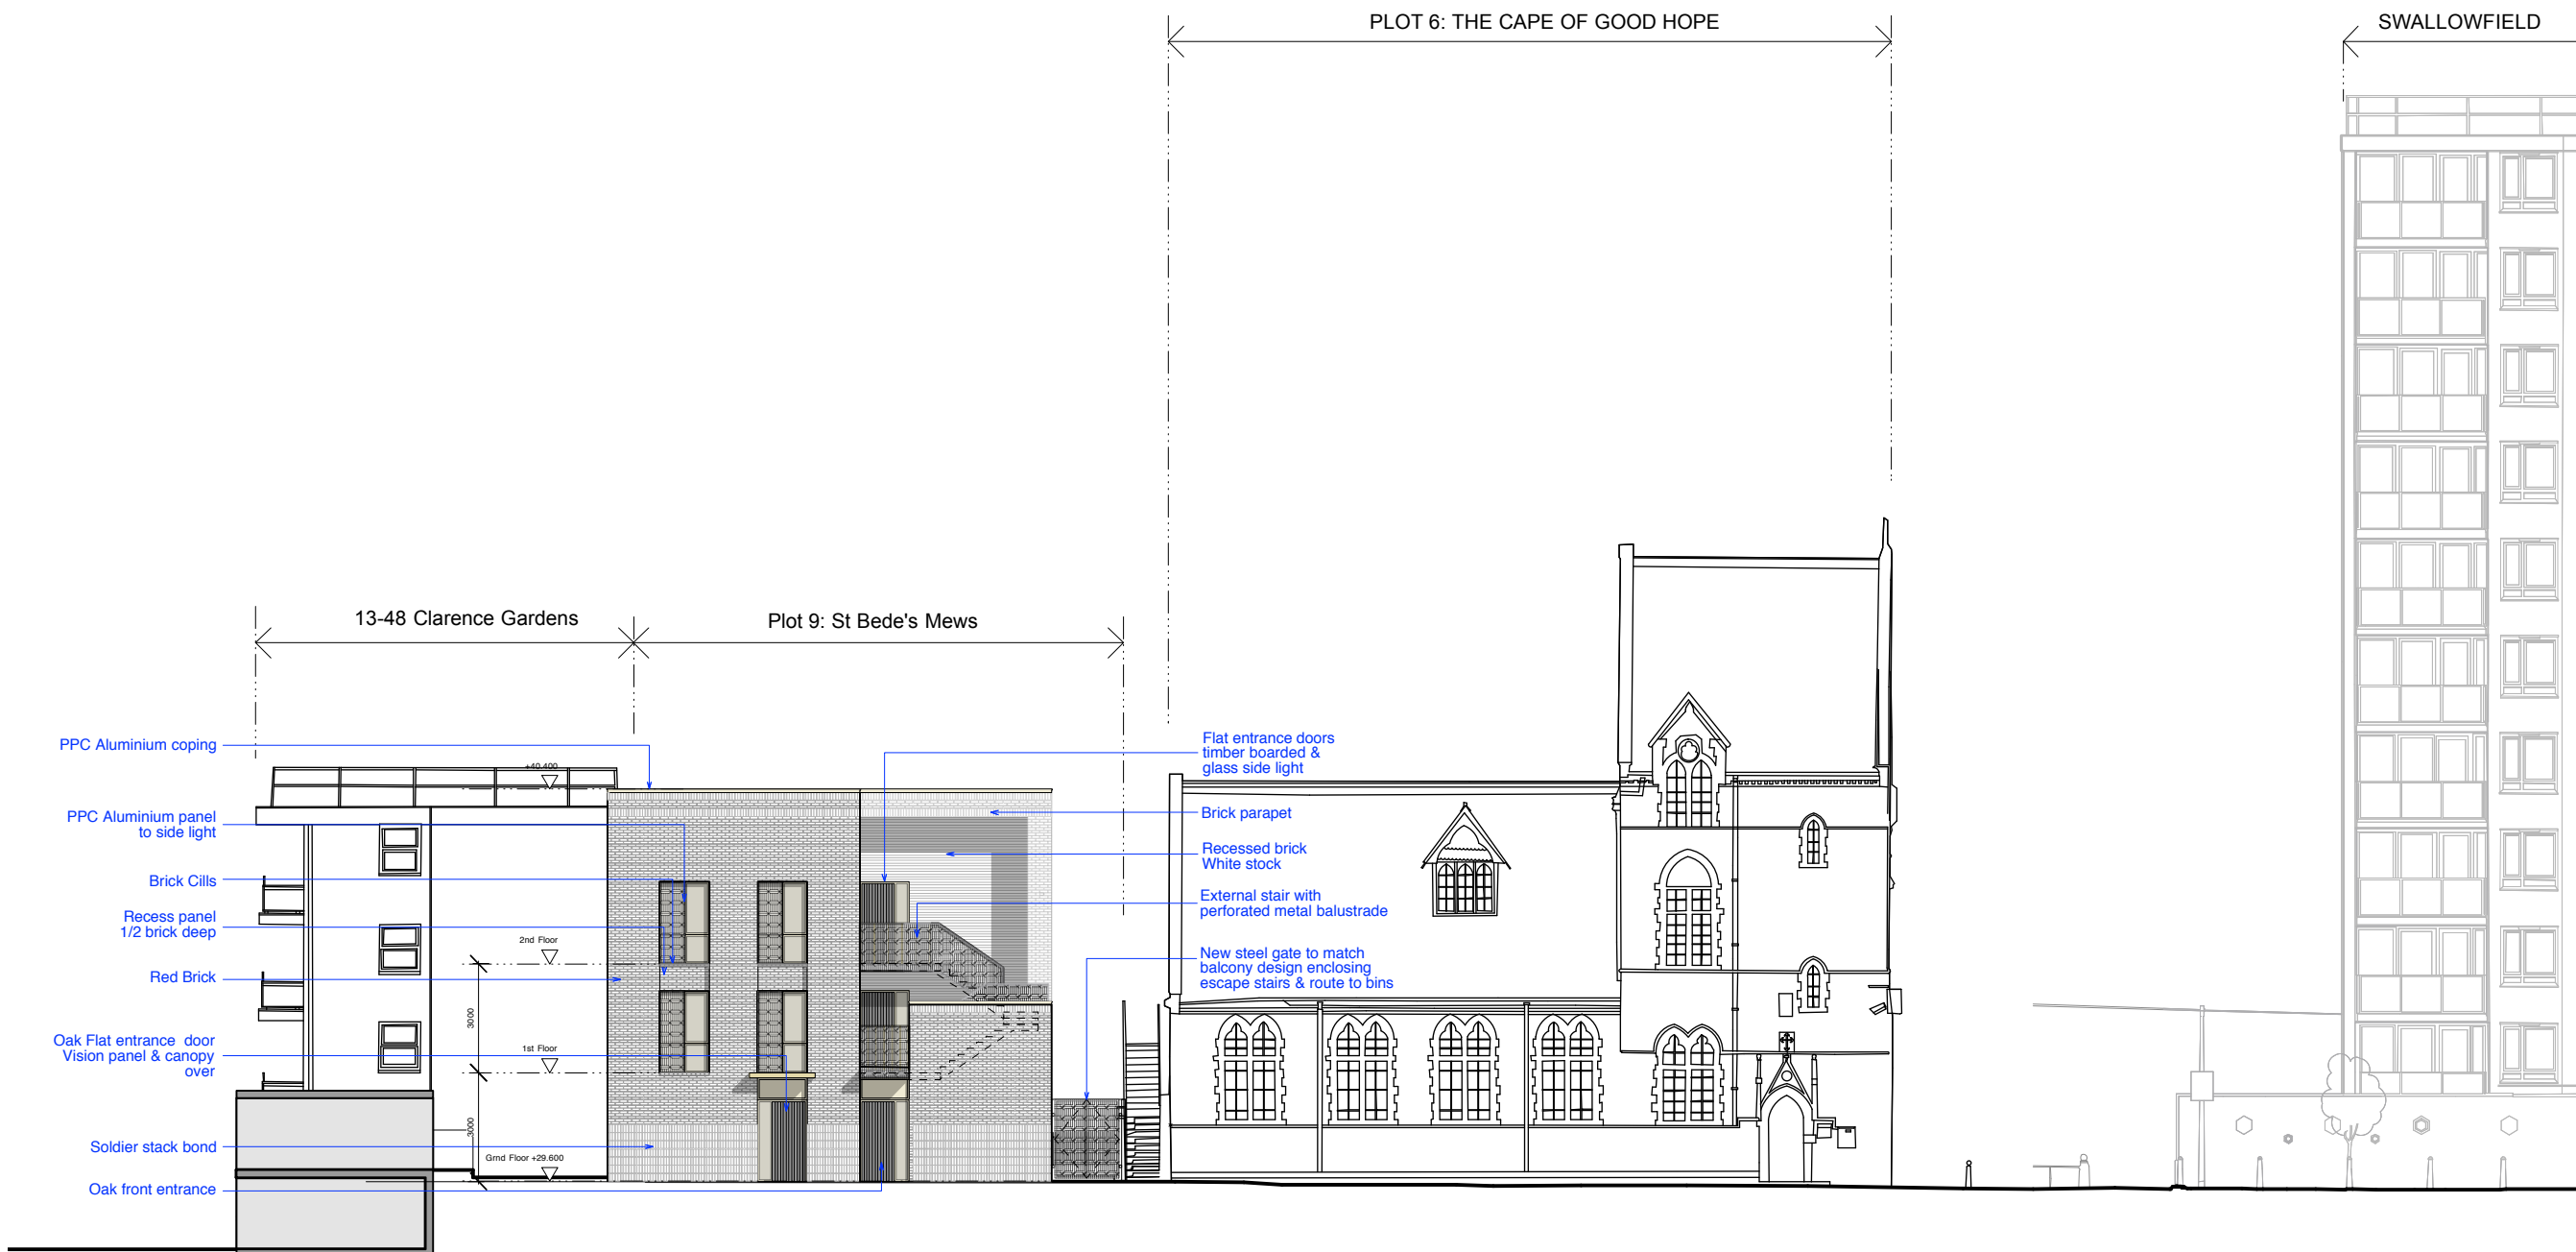 PLOT 6: THE CAPE OF GOOD HOPE
SWALLOWFIELD
13-48 Clarence Gardens
Plot 9: St Bede's Mews
PPC Aluminium coping
+40.400
PPC Aluminium panel
to side light
Brick Cills
Recess panel
1/2 brick deep
2nd Floor
Red Brick
3000
Oak Flat entrance door
Vision panel & canopy
over
1st Floor
3000
Soldier stack bond
Grnd Floor +29.600
Oak front entrance
Flat entrance doors
timber boarded &
glass side light
Brick parapet
Recessed brick
White stock
External stair with
perforated metal balustrade
New steel gate to match
balcony design enclosing
escape stairs & route to bins